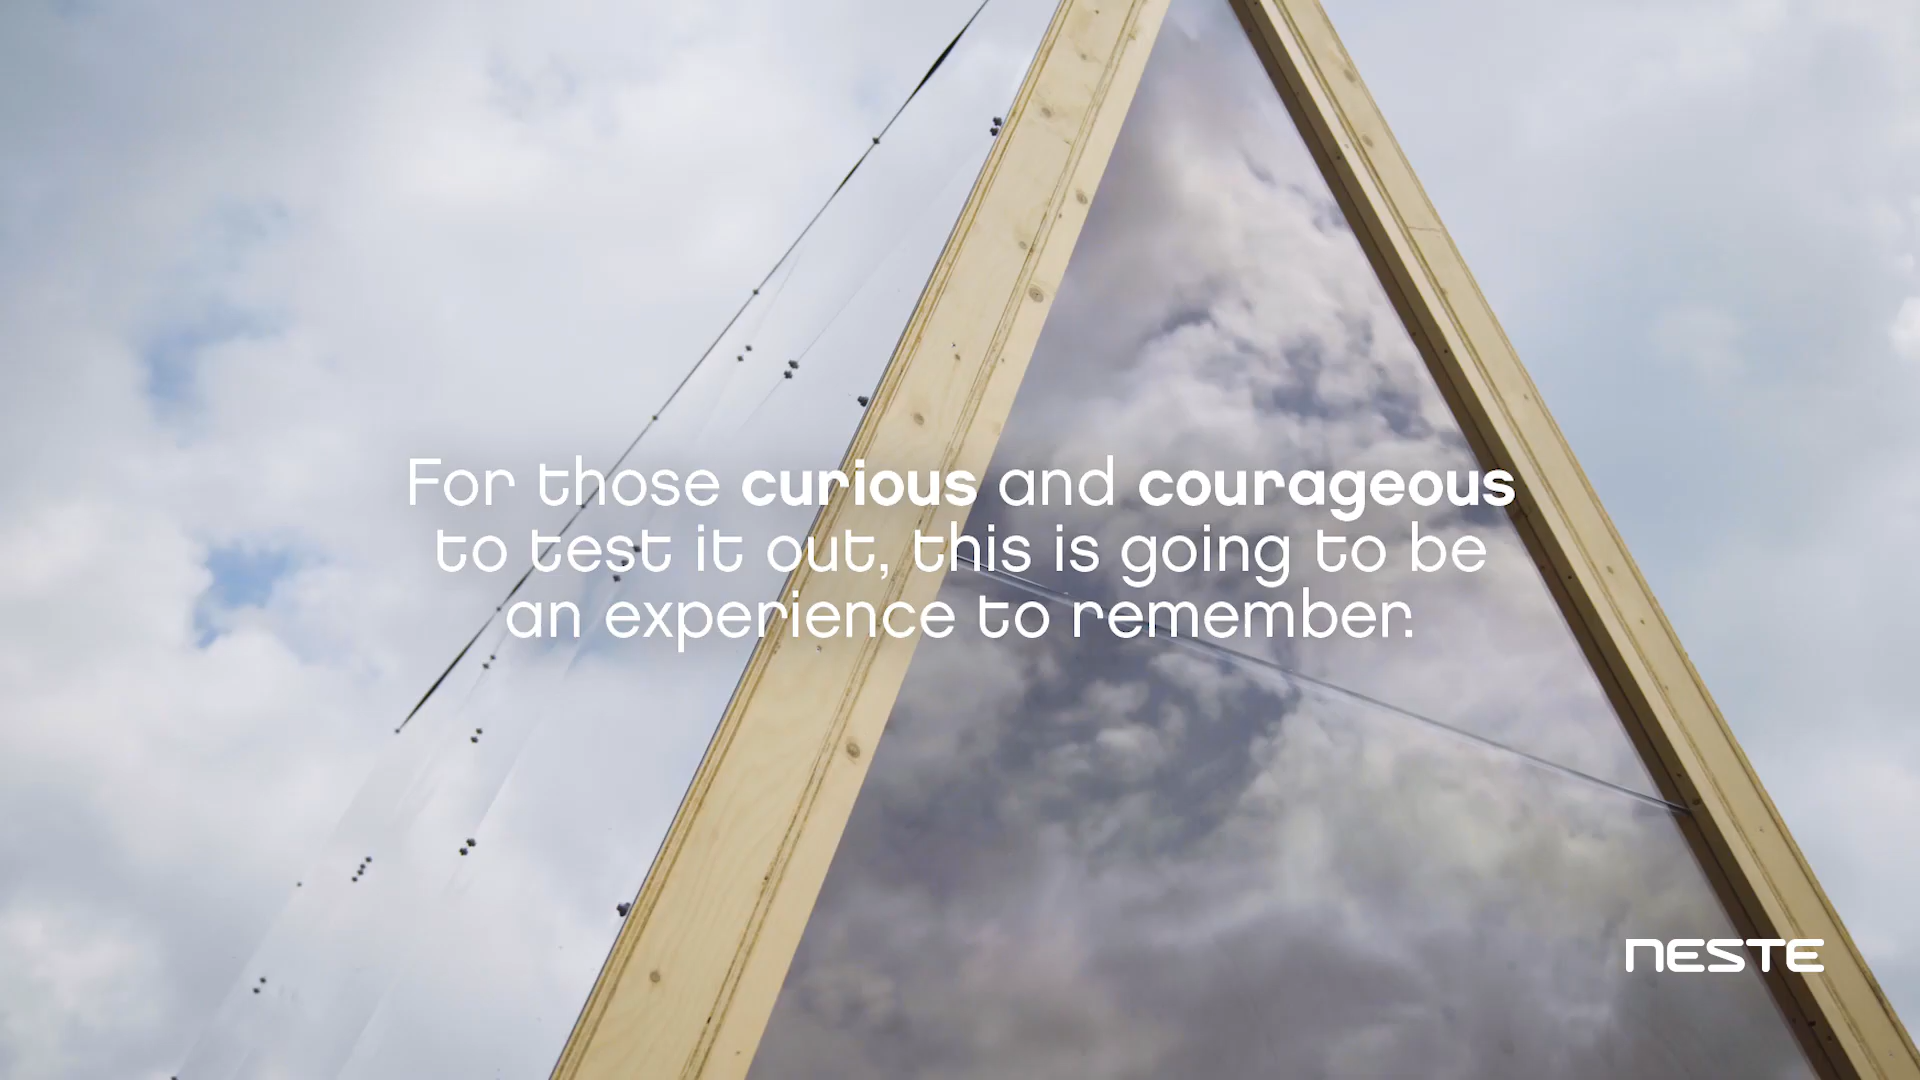 For those curious and courageous
to test it out, this is going to be
an experience to remember.
NESTE